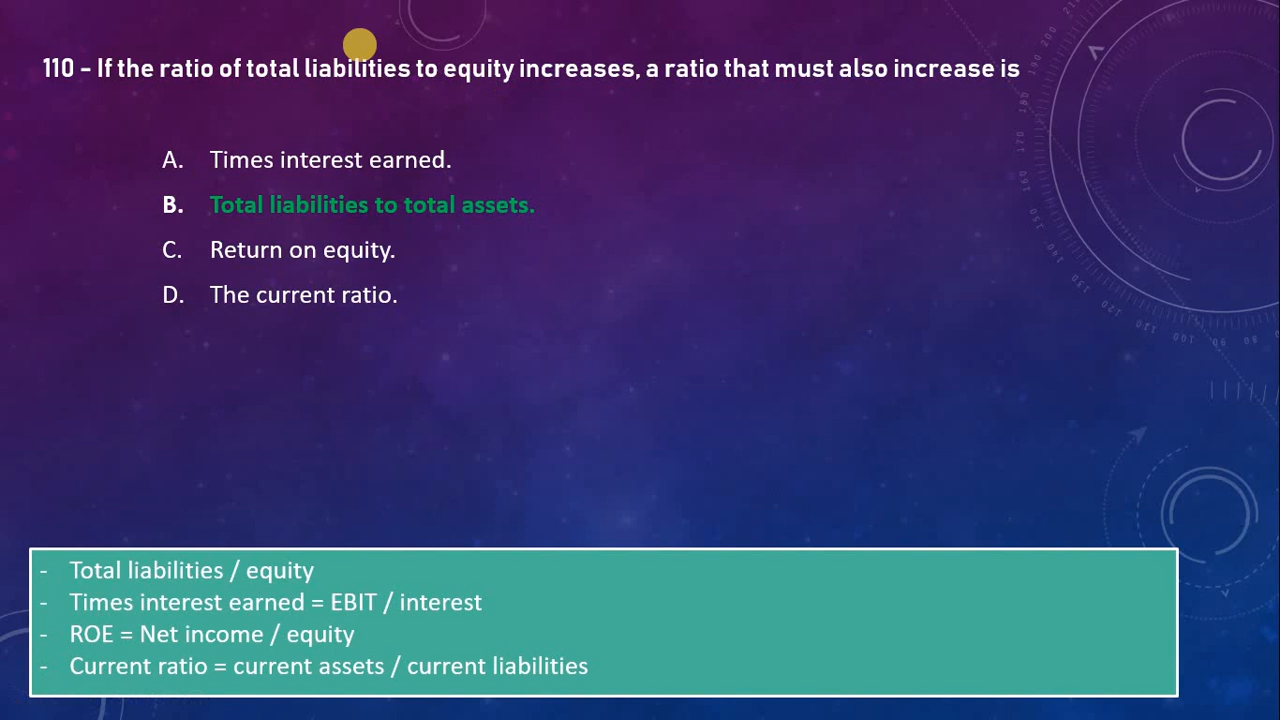 110 – If the ratio of total liabilities to equity increases, a ratio that must also increase is
A. Times interest earned.
B. Total liabilities to total assets.
C. Return on equity.
D. The current ratio.
- Total liabilities / equity
- Times interest earned = EBIT / interest
- ROE = Net income / equity
- Current ratio = current assets / current liabilities